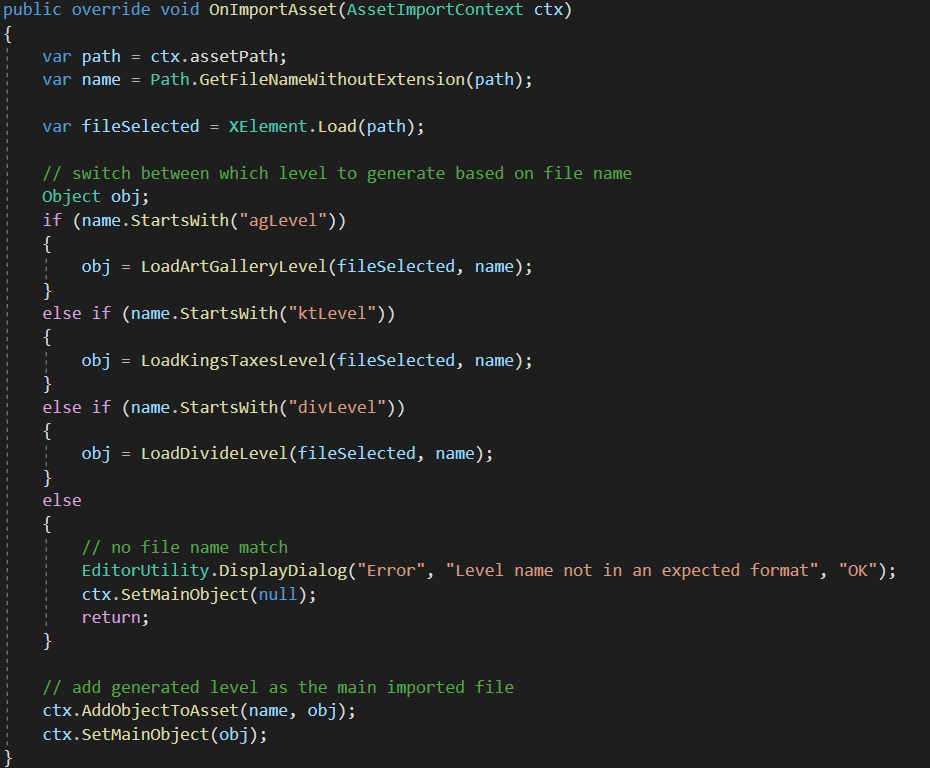 public override void OnImportAsset(AssetImportContext ctx)
{
    var path = ctx.assetPath;
    var name = Path.GetFileNameWithoutExtension(path);

    var fileSelected = XElement.Load(path);

    // switch between which level to generate based on file name
    Object obj;
    if (name.StartsWith("agLevel"))
    {
        obj = LoadArtGalleryLevel(fileSelected, name);
    }
    else if (name.StartsWith("ktLevel"))
    {
        obj = LoadKingsTaxesLevel(fileSelected, name);
    }
    else if (name.StartsWith("divLevel"))
    {
        obj = LoadDivideLevel(fileSelected, name);
    }
    else
    {
        // no file name match
        EditorUtility.DisplayDialog("Error", "Level name not in an expected format", "OK");
        ctx.SetMainObject(null);
        return;
    }

    // add generated level as the main imported file
    ctx.AddObjectToAsset(name, obj);
    ctx.SetMainObject(obj);
}